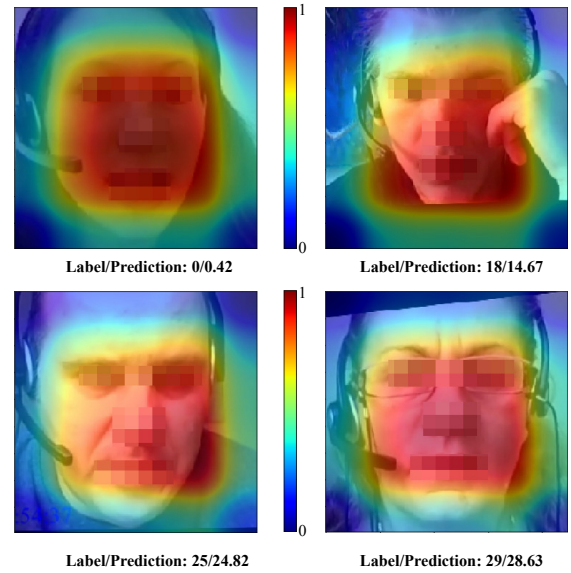 1
0
Label/Prediction: 0/0.42
Label/Prediction: 18/14.67
1
0
Label/Prediction: 25/24.82
Label/Prediction: 29/28.63